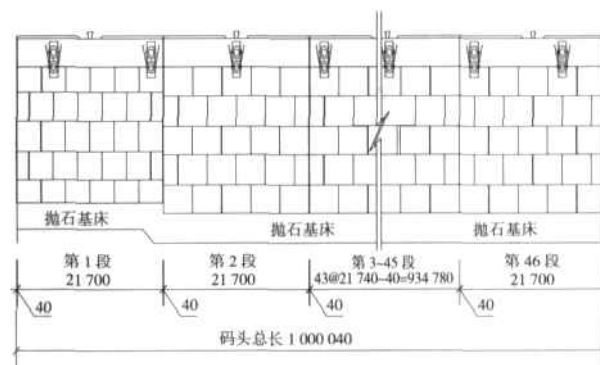 抛石基床
抛石基床
抛石基床
第 1 段
21 700
第 2 段
21 700
第 3~45 段
43@21 740-40=934 780
第 46 段
21 700
40
40
40
40
码头总长 1 000 040